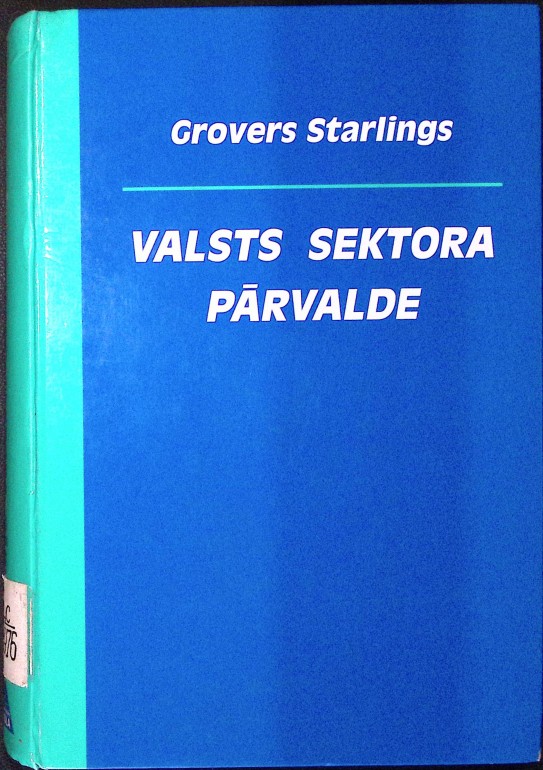 Grovers Starlings
VALSTS SEKTORA
PĀRVALDE